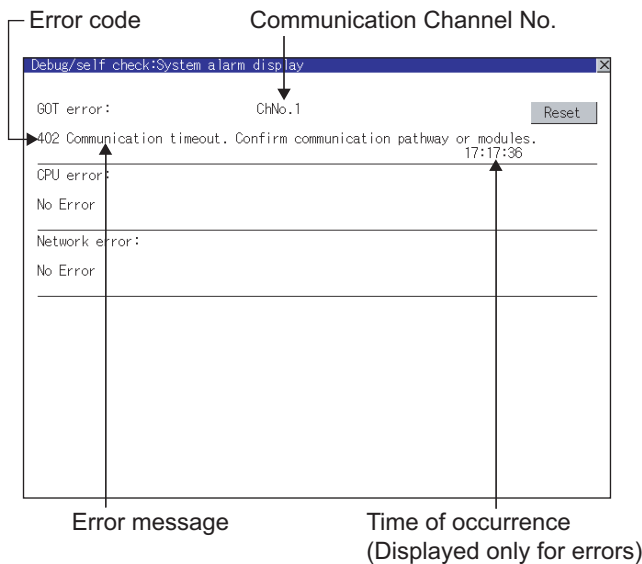 Error code
Communication Channel No.
Debug/self check:System alarm display
GOT error:
ChNo.1
Reset
402 Communication timeout. Confirm communication pathway or modules.
17:17:36
CPU error:
No Error
Network error:
No Error
Error message
Time of occurrence
(Displayed only for errors)